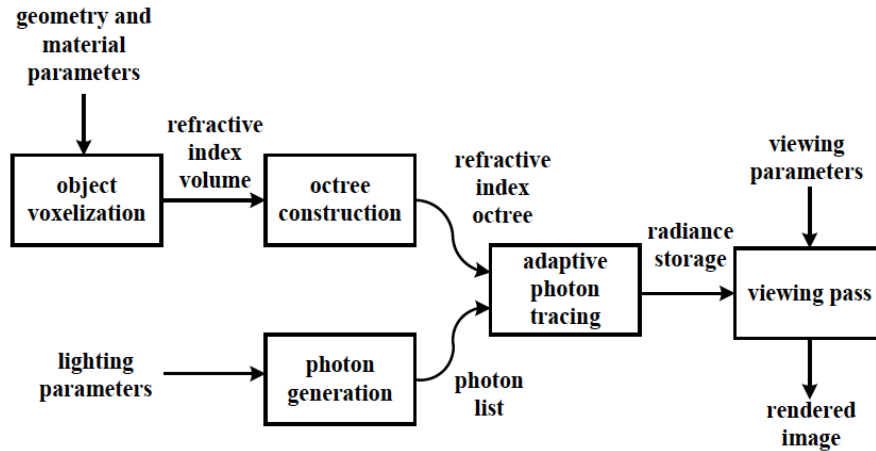 geometry and
material
parameters
object
voxelization
refractive
index
volume
octree
construction
refractive
index
octree
lighting
parameters
photon
generation
photon
list
adaptive
photon
tracing
radiance
storage
viewing
parameters
viewing pass
rendered
image